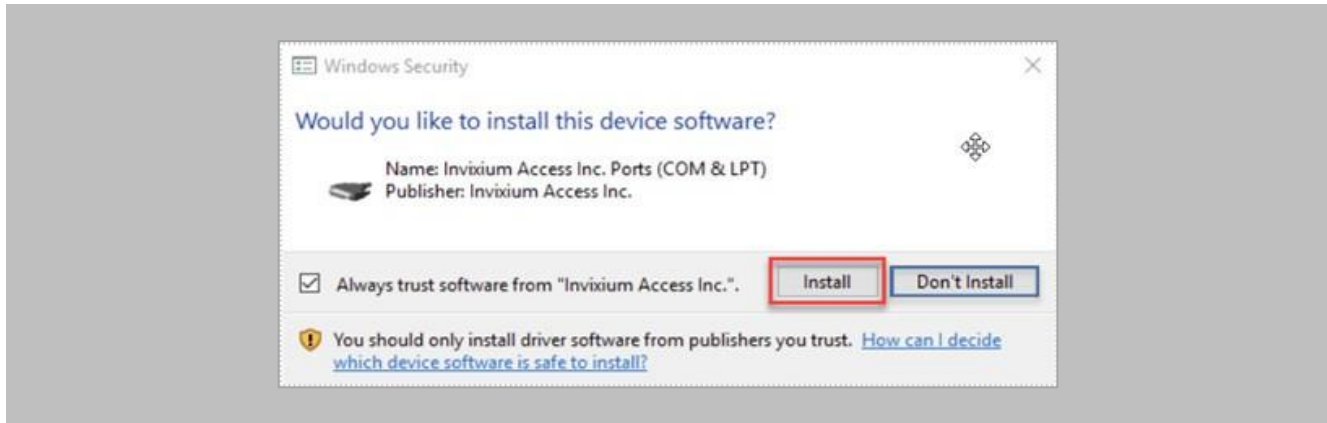 Windows Security
Would you like to install this device software?
Name: Invixium Access Inc. Ports (COM & LPT)
Publisher: Invixium Access Inc.
Always trust software from "Invixium Access Inc.".
Install
Don't Install
You should only install driver software from publishers you trust. How can I decide
which device software is safe to install?